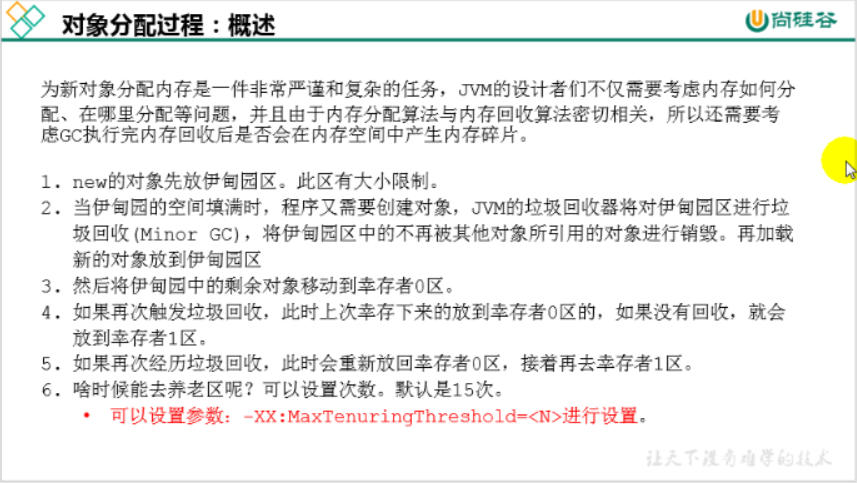 对象分配过程：概述
尚硅谷
为新对象分配内存是一件非常严谨和复杂的任务，JVM的设计者们不仅需要考虑内存如何分
配、在哪里分配等问题，并且由于内存分配算法与内存回收算法密切相关，所以还需要考
虑GC执行完内存回收后是否会在内存空间中产生内存碎片。
1. new的对象先放伊甸园区。此区有大小限制。
2. 当伊甸园的空间填满时，程序又需要创建对象，JVM的垃圾回收器将对伊甸园区进行垃
圾回收(Minor GC)，将伊甸园区中的不再被其他对象所引用的对象进行销毁。再加载
新的对象放到伊甸园区
3. 然后将伊甸园中的剩余对象移动到幸存者0区。
4. 如果再次触发垃圾回收，此时上次幸存下来的放到幸存者0区的，如果没有回收，就会
放到幸存者1区。
5. 如果再次经历垃圾回收，此时会重新放回幸存者0区，接着再去幸存者1区。
6. 啥时候能去养老区呢？可以设置次数。默认是15次。
• 可以设置参数：-XX:MaxTenuringThreshold=<N>进行设置。
让天下没有难学的技术